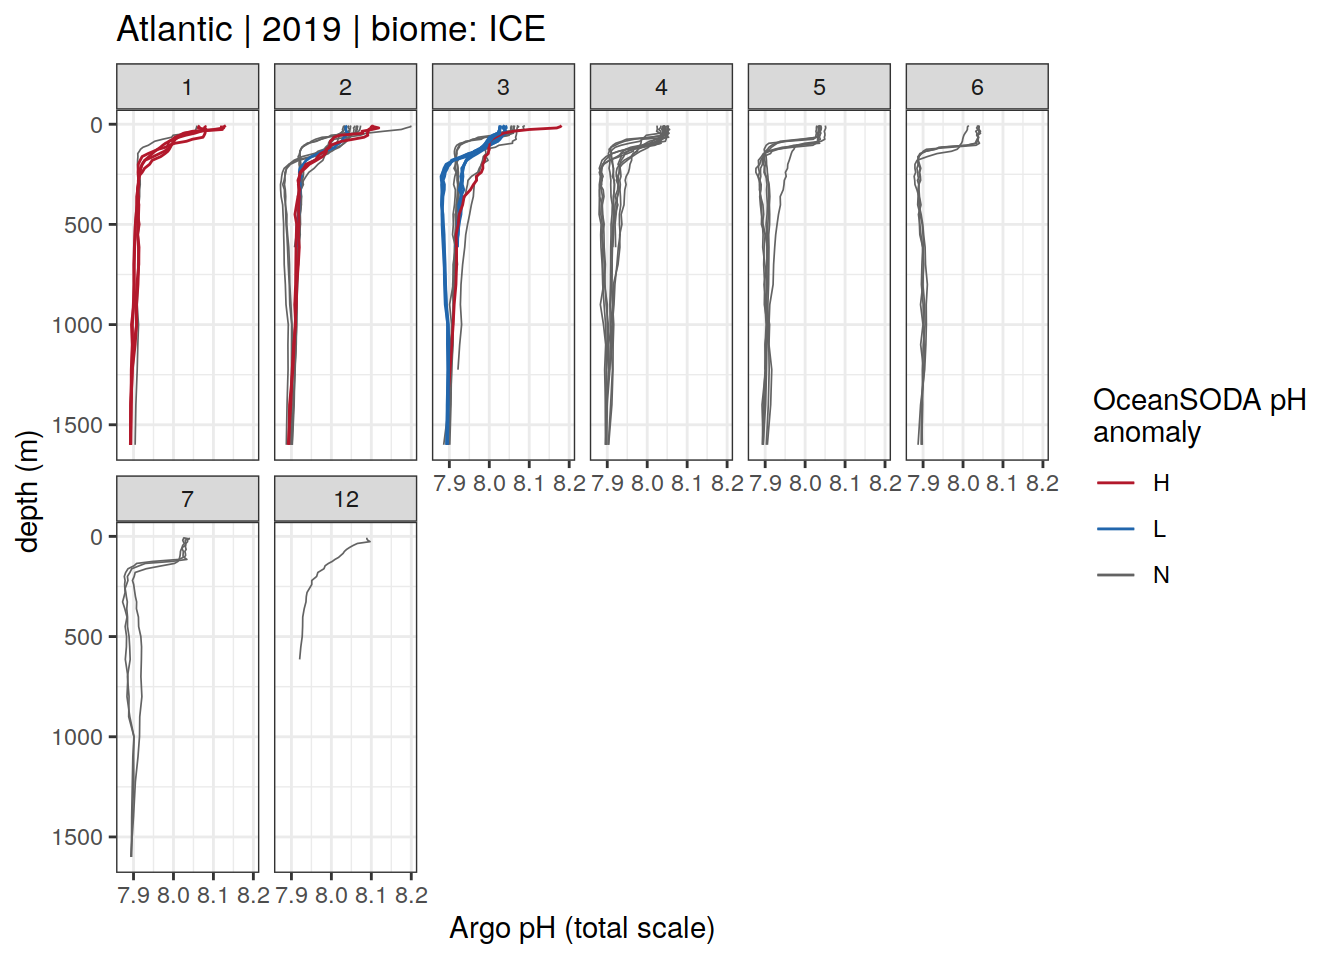 Atlantic | 2019 | biome: ICE
1 2 3 4 5 6
0
500
1000
1500
7.9 8.0 8.1 8.2 7.9 8.0 8.1 8.2 7.9 8.0 8.1 8.2 7.9 8.0 8.1 8.2
7 12
0
500
1000
1500
7.9 8.0 8.1 8.2 7.9 8.0 8.1 8.2
depth (m)
Argo pH (total scale)
OceanSODA pH
anomaly
H
L
N